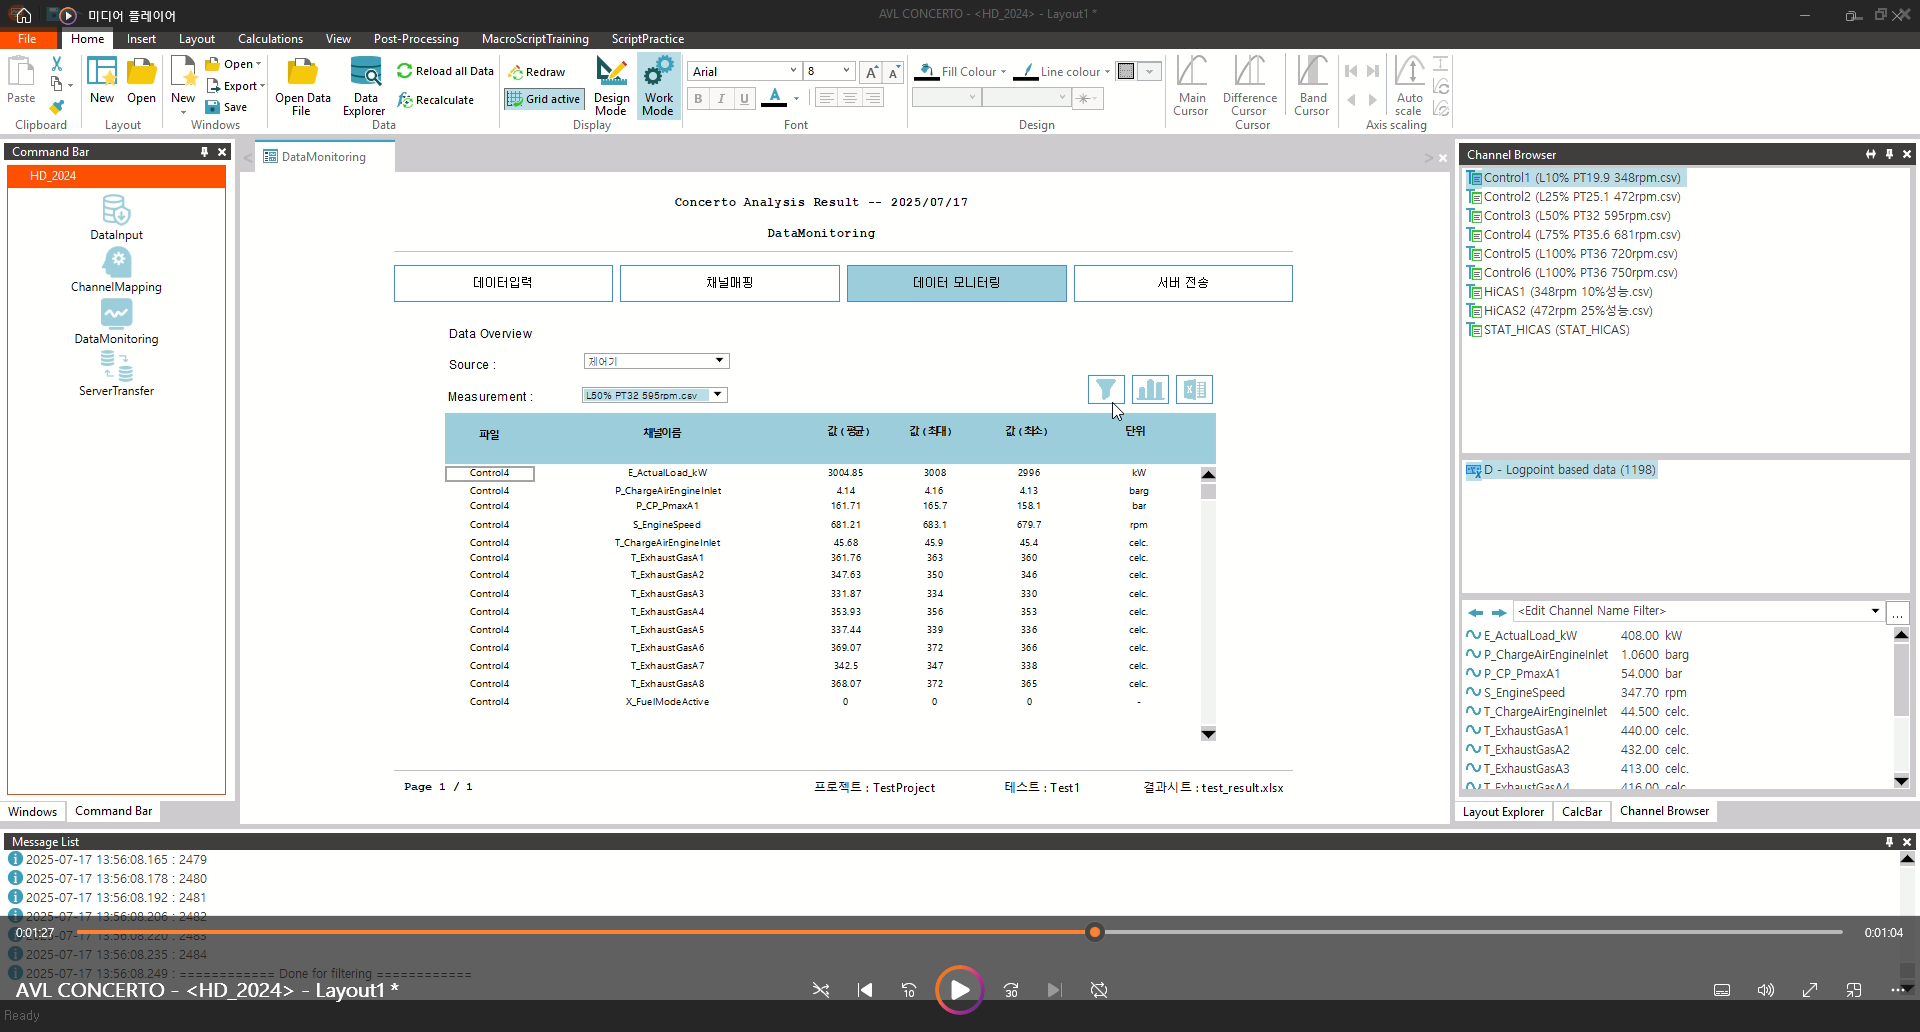 미디어 플레이어
AVL CONCERTO - <HD_2024> - Layout1 *
File Home Insert Layout Calculations View Post-Processing MacroScriptTraining ScriptPractice
Paste
Clipboard
New Open
Layout
New Open Export Save
Windows
Open Data File
Data Explorer
Reload all Data
Recalculate
Data
Redraw
Grid active
Design Mode
Work Mode
Display
Arial 8
B I U A
Font
Fill Colour Line colour
Design
Main Cursor
Difference Cursor
Band Cursor
Cursor
Auto scale
Axis scaling
Command Bar
HD_2024
DataInput
ChannelMapping
DataMonitoring
ServerTransfer
Windows Command Bar
DataMonitoring
Concerto Analysis Result -- 2025/07/17
DataMonitoring
데이터입력 채널매핑 데이터 모니터링 서버 전송
Data Overview
Source : 제어기
Measurement : L50% PT32 595rpm.csv
파일 채널이름 값 (평균) 값 (최대) 값 (최소) 단위
Control4 E_ActualLoad_kW 3004.85 3008 2996 kW
Control4 P_ChargeAirEngineInlet 4.14 4.16 4.13 barg
Control4 P_CP_PmaxA1 161.71 165.7 158.1 bar
Control4 S_EngineSpeed 681.21 683.1 679.7 rpm
Control4 T_ChargeAirEngineInlet 45.68 45.9 45.4 celc.
Control4 T_ExhaustGasA1 361.76 363 360 celc.
Control4 T_ExhaustGasA2 347.63 350 346 celc.
Control4 T_ExhaustGasA3 331.87 334 330 celc.
Control4 T_ExhaustGasA4 353.93 356 353 celc.
Control4 T_ExhaustGasA5 337.44 339 336 celc.
Control4 T_ExhaustGasA6 369.07 372 366 celc.
Control4 T_ExhaustGasA7 342.5 347 338 celc.
Control4 T_ExhaustGasA8 368.07 372 365 celc.
Control4 X_FuelModeActive 0 0 0 -
Page 1 / 1 프로젝트 : TestProject 테스트 : Test1 결과시트 : test_result.xlsx
Channel Browser
Control1 (L10% PT19.9 348rpm.csv)
Control2 (L25% PT25.1 472rpm.csv)
Control3 (L50% PT32 595rpm.csv)
Control4 (L75% PT35.6 681rpm.csv)
Control5 (L100% PT36 720rpm.csv)
Control6 (L100% PT36 750rpm.csv)
HiCAS1 (348rpm 10%성능.csv)
HiCAS2 (472rpm 25%성능.csv)
STAT_HICAS (STAT_HICAS)
D - Logpoint based data (1198)
<Edit Channel Name Filter> ...
E_ActualLoad_kW 408.00 kW
P_ChargeAirEngineInlet 1.0600 barg
P_CP_PmaxA1 54.000 bar
S_EngineSpeed 347.70 rpm
T_ChargeAirEngineInlet 44.500 celc.
T_ExhaustGasA1 440.00 celc.
T_ExhaustGasA2 432.00 celc.
T_ExhaustGasA3 413.00 celc.
T_ExhaustGasA4 416.00 celc.
Layout Explorer CalcBar Channel Browser
Message List
2025-07-17 13:56:08.165 : 2479
2025-07-17 13:56:08.178 : 2480
2025-07-17 13:56:08.192 : 2481
2025-07-17 13:56:08.206 : 2482
2025-07-17 13:56:08.220 : 2483
2025-07-17 13:56:08.235 : 2484
2025-07-17 13:56:08.249 : ============ Done for filtering ============
0:01:27 0:01:04
AVL CONCERTO - <HD_2024> - Layout1 *
10 30
Ready